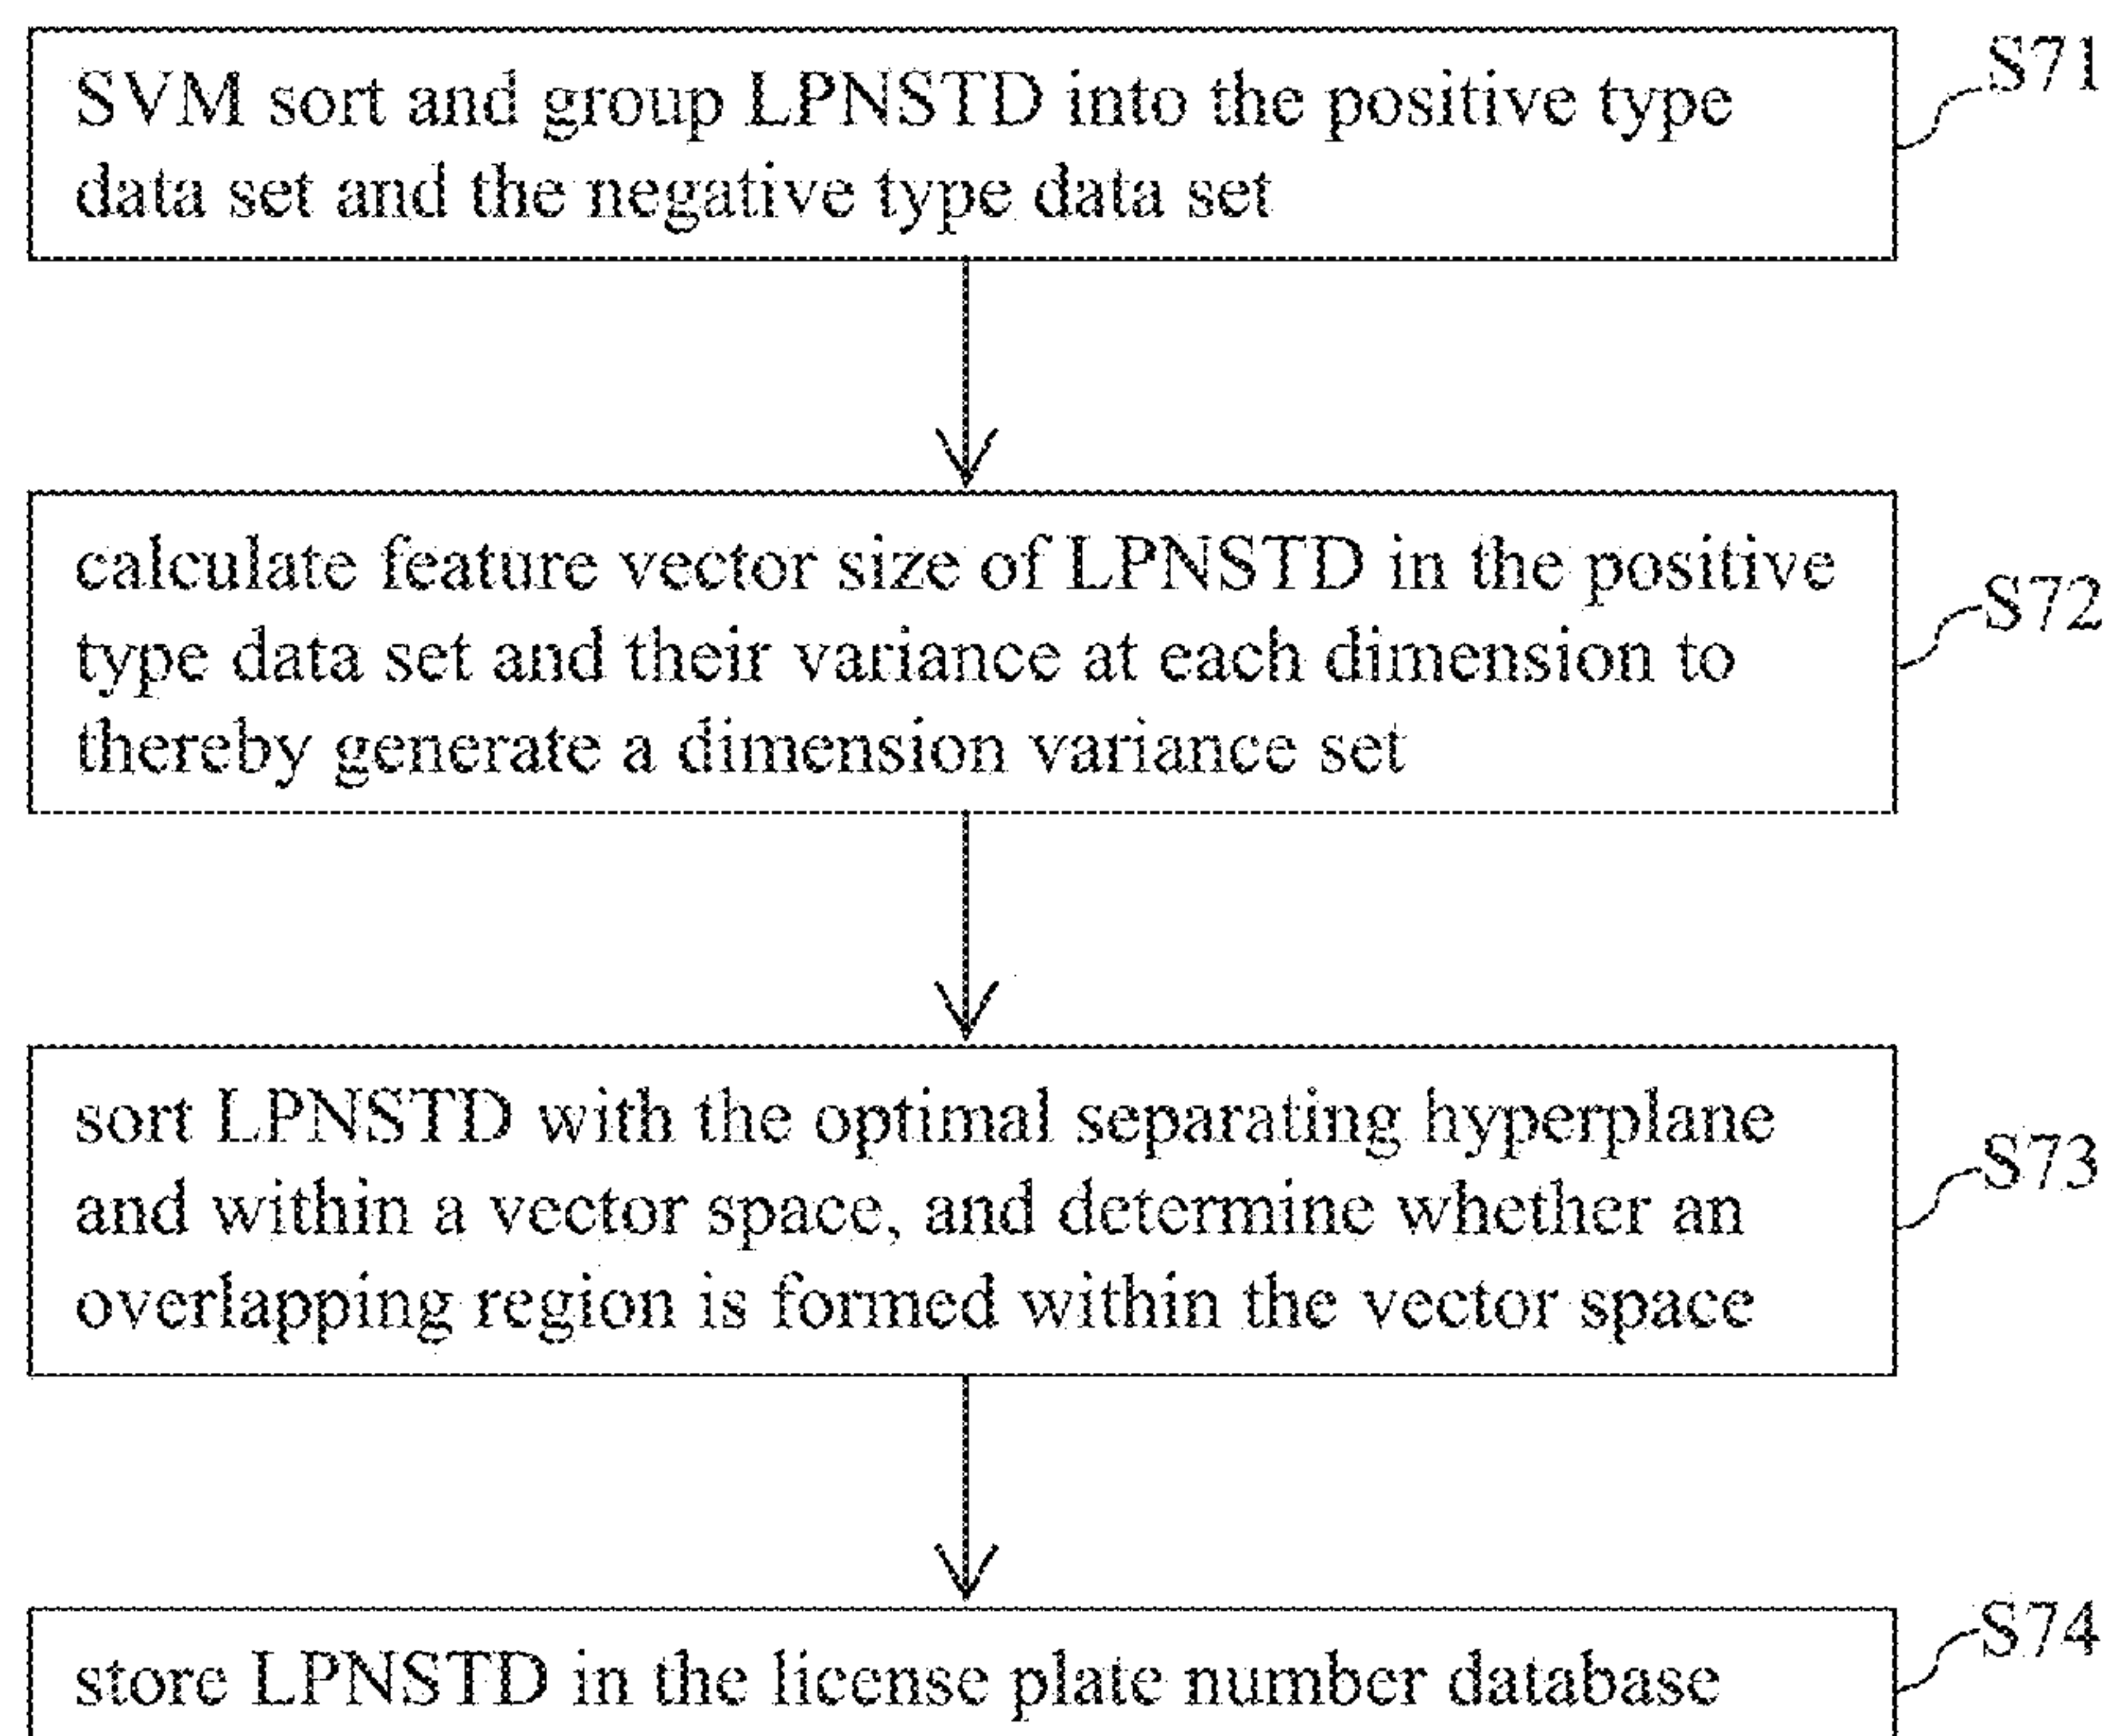 SVM sort and group LPNSTD into the positive type
data set and the negative type data set
S71
calculate feature vector size of LPNSTD in the positive
type data set and their variance at each dimension to
thereby generate a dimension variance set
S72
sort LPNSTD with the optimal separating hyperplane
and within a vector space, and determine whether an
overlapping region is formed within the vector space
S73
store LPNSTD in the license plate number database
S74